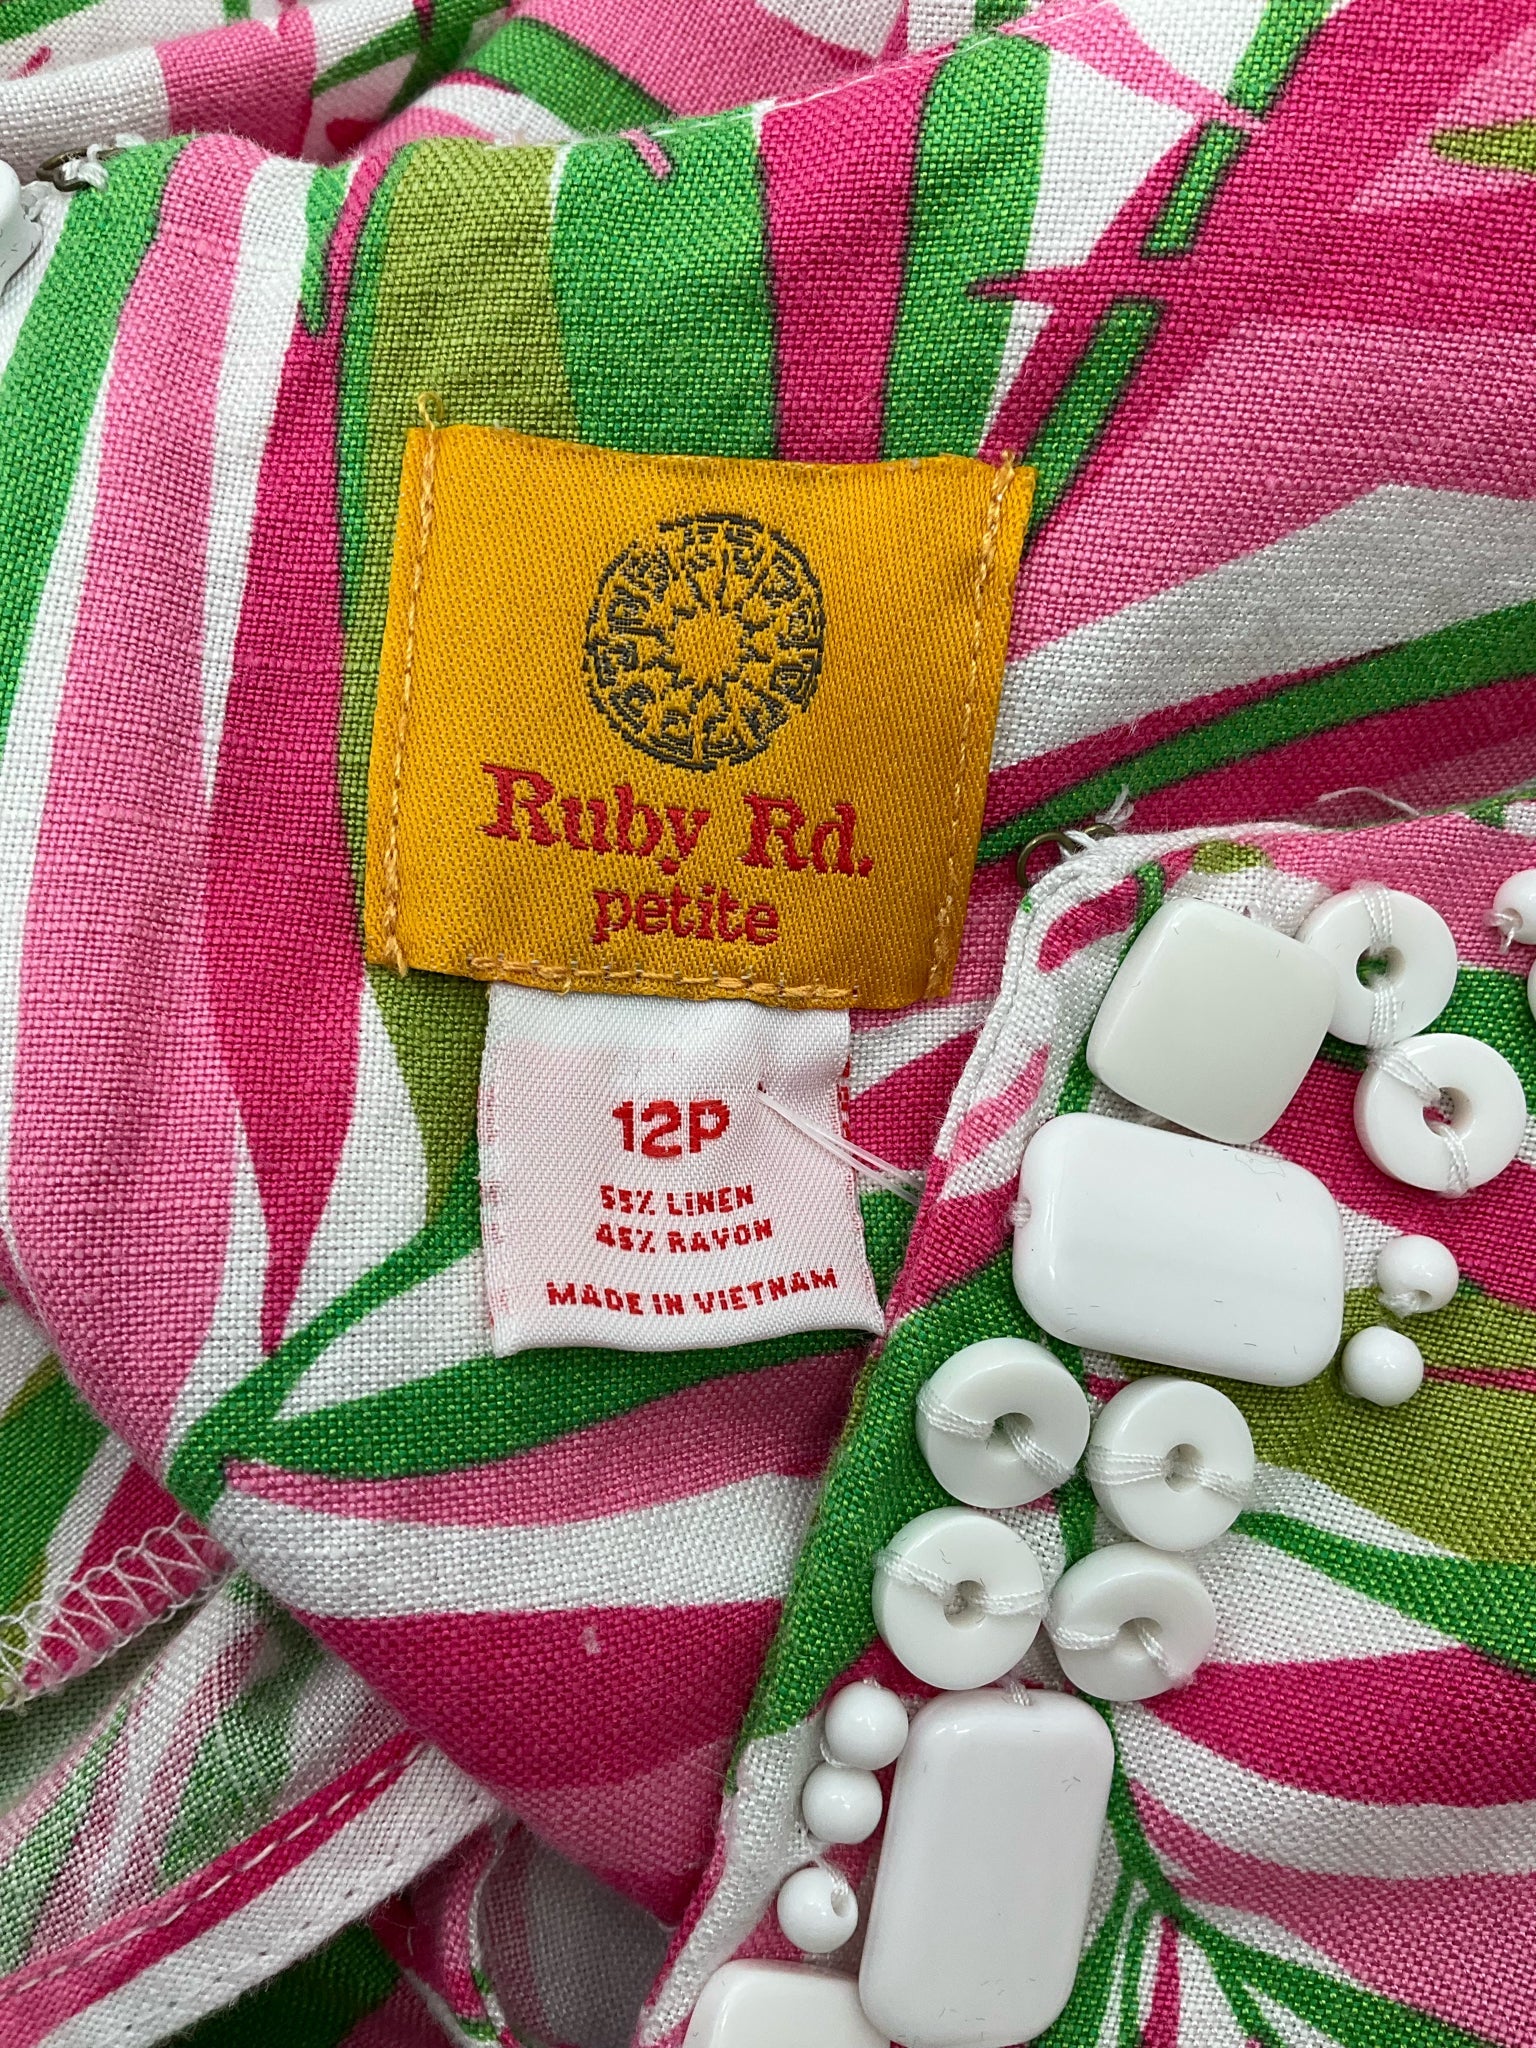 Ruby Rd.
petite
12P
55% LINEN
45% RAYON
MADE IN VIETNAM